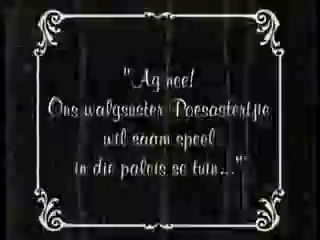 "Ag nee!
Ons walgsuster Poesastertjie
wil saam speel
in die paleis se tuin..."